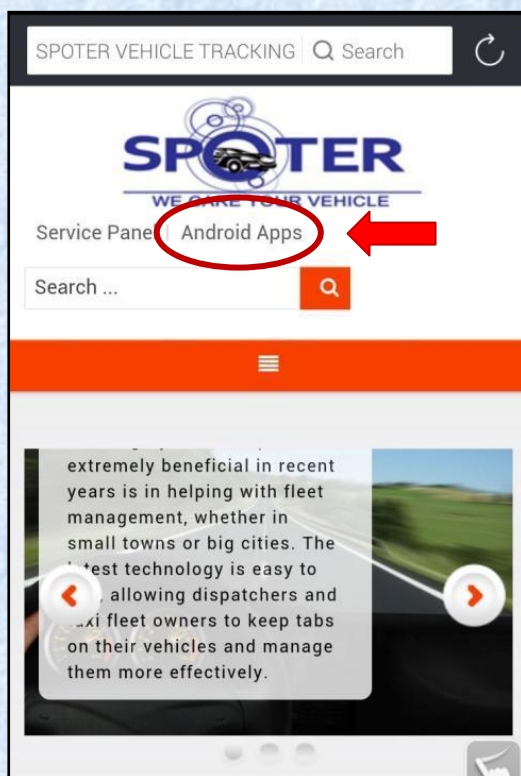 SPOTER VEHICLE TRACKING Search
SPOTER
WE CARE YOUR VEHICLE
Service Panel Android Apps
Search ...
extremely beneficial in recent
years is in helping with fleet
management, whether in
small towns or big cities. The
latest technology is easy to
, allowing dispatchers and
taxi fleet owners to keep tabs
on their vehicles and manage
them more effectively.